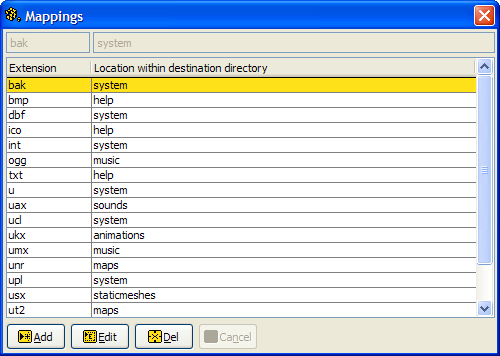 Mappings
bak system
Extension Location within destination directory
bak system
bmp help
dbf system
ico help
int system
ogg music
txt help
u system
uax sounds
ucl system
ukx animations
umx music
unr maps
upl system
usx staticmeshes
ut2 maps
Add Edit Del Cancel